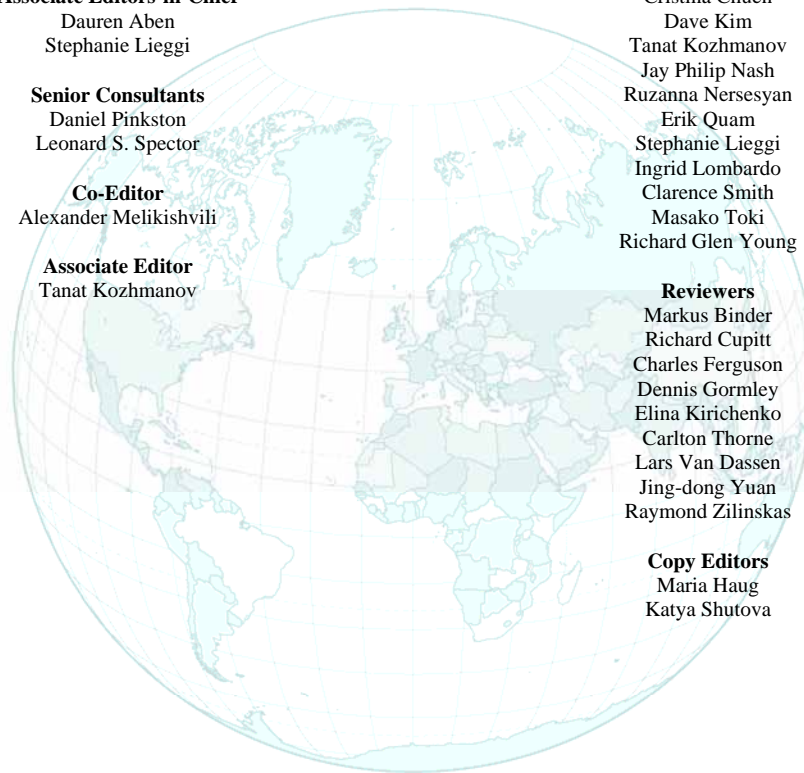 Associate Editors-in-Chief
Dauren Aben
Stephanie Lieggi
Senior Consultants
Daniel Pinkston
Leonard S. Spector
Co-Editor
Alexander Melikishvili
Associate Editor
Tanat Kozhmanov
Cristina Chuen
Dave Kim
Tanat Kozhmanov
Jay Philip Nash
Ruzanna Nersesyan
Erik Quam
Stephanie Lieggi
Ingrid Lombardo
Clarence Smith
Masako Toki
Richard Glen Young
Reviewers
Markus Binder
Richard Cupitt
Charles Ferguson
Dennis Gormley
Elina Kirichenko
Carlton Thorne
Lars Van Dassen
Jing-dong Yuan
Raymond Zilinskas
Copy Editors
Maria Haug
Katya Shutova